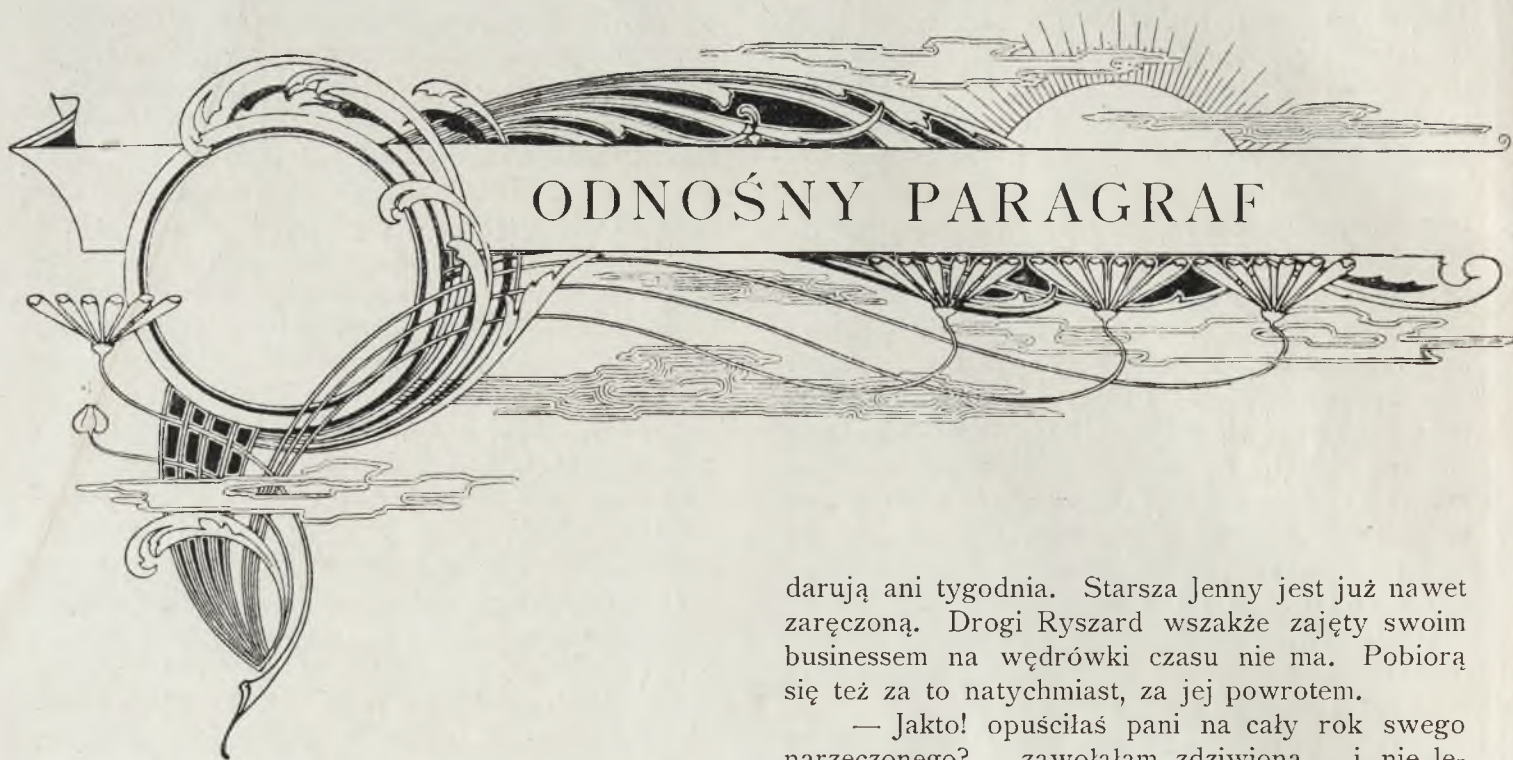 ODNOŚNY PARAGRAF
darują ani tygodnia. Starsza Jenny jest już nawet
zaręczoną. Drogi Ryszard wszakże zajęty swoim
businessem na wędrówki czasu nie ma. Pobiorą
się też za to natychmiast, za jej powrotem.
— Jakto! opuściłaś pani na cały rok swego
narzeczonego? — zawołałam zdziwiona — i nie lę-